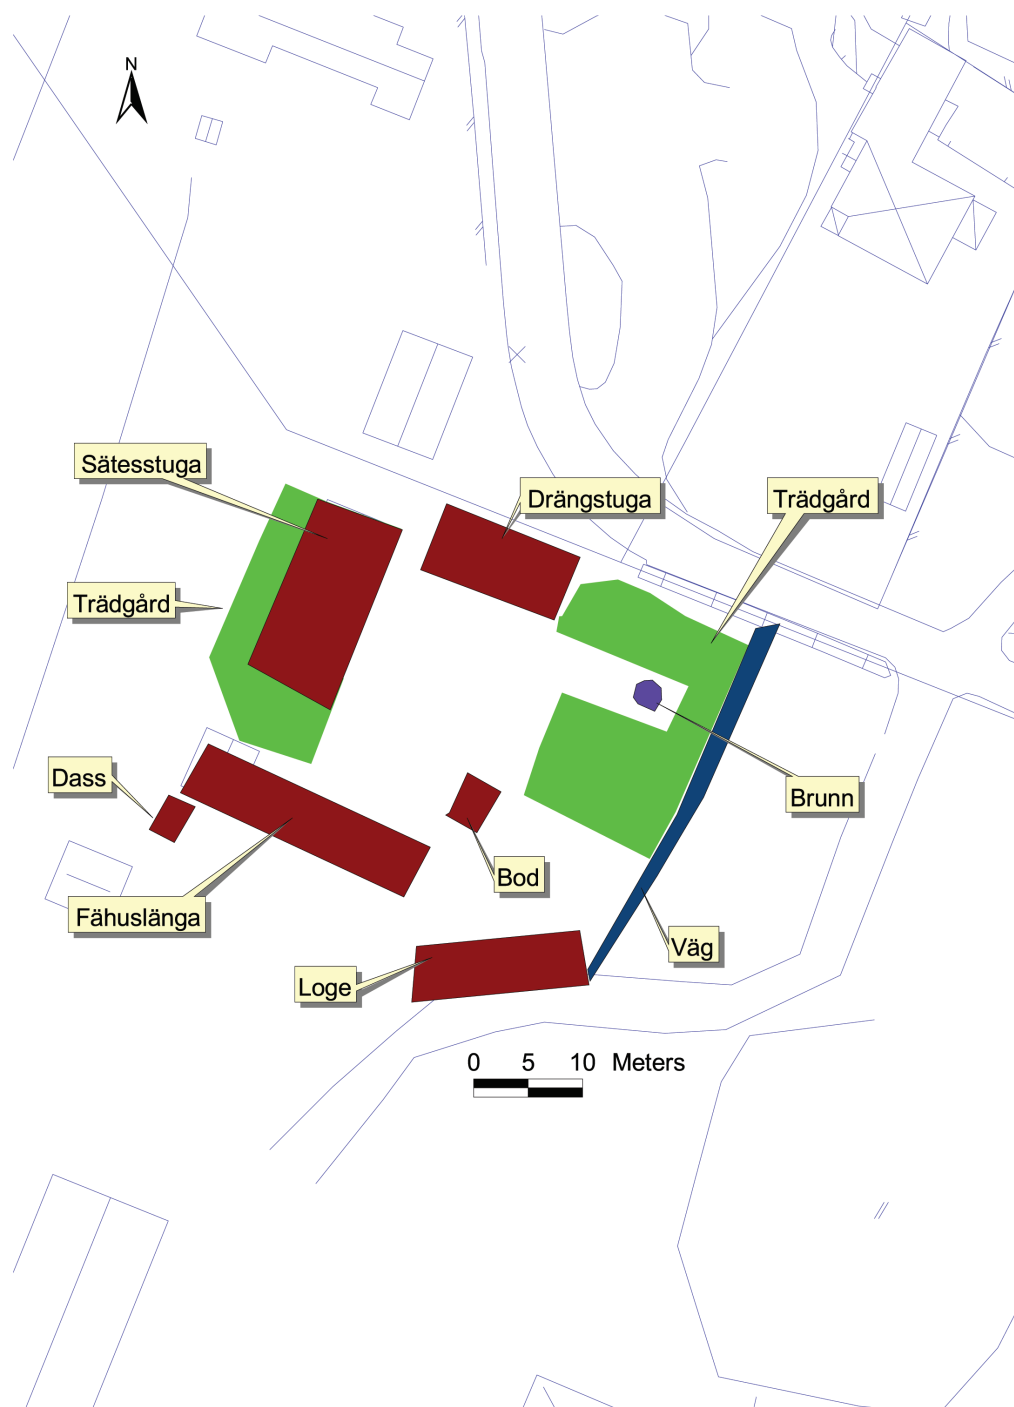 N
Sätesstuga
Drängstuga
Trädgård
Trädgård
Dass
Brunn
Bod
Fähuslänga
Väg
Loge
0 5 10 Meters